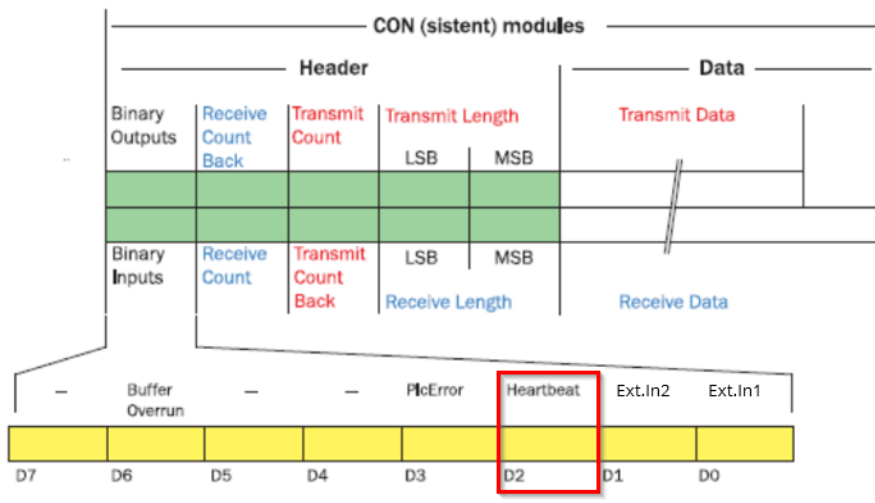 CON (sistent) modules
Header
Data
Binary Outputs
Receive Count Back
Transmit Count
Transmit Length
Transmit Data
LSB
MSB
Binary Inputs
Receive Count
Transmit Count Back
LSB
MSB
Receive Length
Receive Data
–
Buffer Overrun
–
–
PlcError
Heartbeat
Ext.In2
Ext.In1
D7
D6
D5
D4
D3
D2
D1
D0